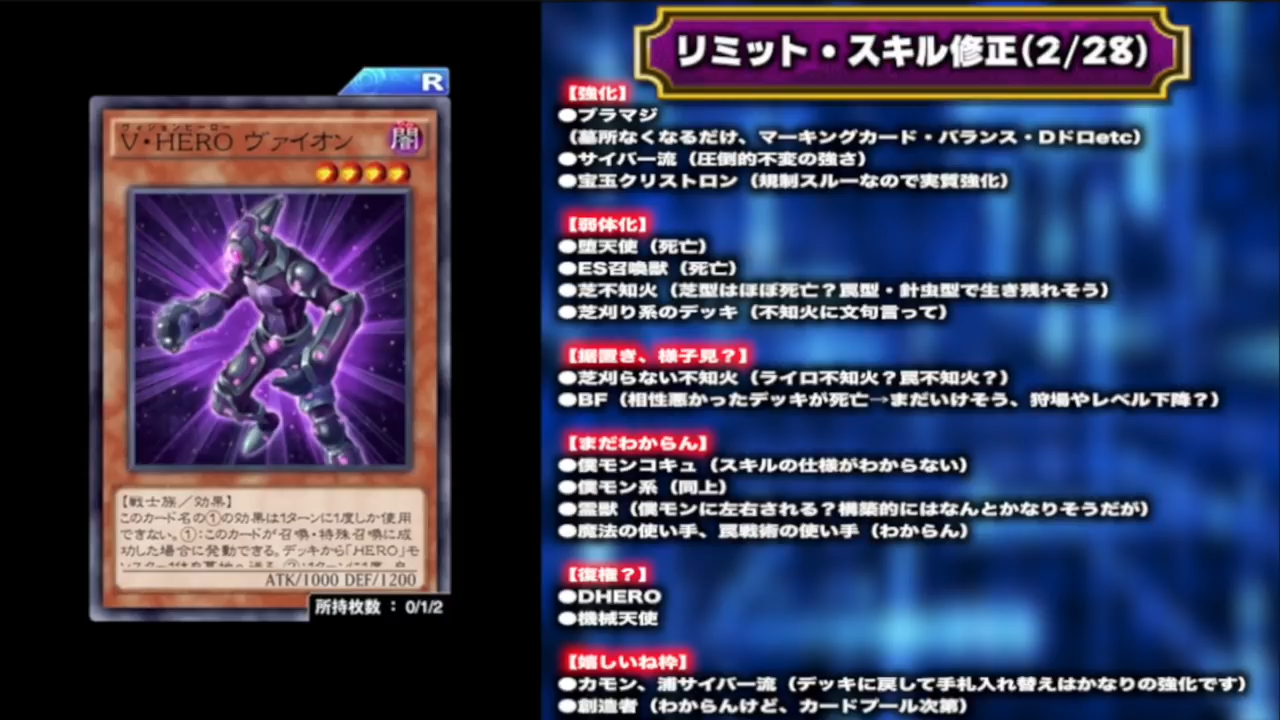 リミット・スキル修正(2/28)
R
ヴィジョンヒーロー
V・HERO ヴァイオン
闇
【戦士族／効果】
このカード名の①の効果は1ターンに1度しか使用
できない。①：このカードが召喚・特殊召喚に成
功した場合に発動できる。デッキから「HERO」モ
ATK/1000 DEF/1200
所持枚数 : 0/1/2
【強化】
●ブラマジ
（墓所なくなるだけ、マーキングカード・バランス・Dドロetc）
●サイバー流（圧倒的不変の強さ）
●宝玉クリストロン（規制スルーなので実質強化）
【弱体化】
●堕天使（死亡）
●ES召喚獣（死亡）
●芝不知火（芝型はほぼ死亡？罠型・針虫型で生き残れそう）
●芝刈り系のデッキ（不知火に文句言って）
【据置き、様子見？】
●芝刈らない不知火（ライロ不知火？罠不知火？）
●BF（相性悪かったデッキが死亡→まだいけそう、狩場やレベル下降？）
【まだわからん】
●僕モンコキュ（スキルの仕様がわからない）
●僕モン系（同上）
●霊獣（僕モンに左右される？構築的にはなんとかなりそうだが）
●魔法の使い手、罠戦術の使い手（わからん）
【復権？】
●DHERO
●機械天使
【嬉しいね枠】
●カモン、浦サイバー流（デッキに戻して手札入れ替えはかなりの強化です）
●創造者（わからんけど、カードプール次第）